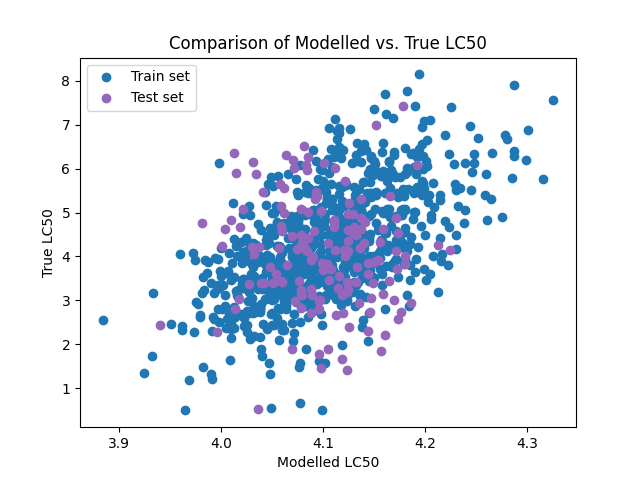 Comparison of Modelled vs. True LC50
Train set
Test set
8
7
6
5
4
3
2
1
True LC50
3.9 4.0 4.1 4.2 4.3
Modelled LC50